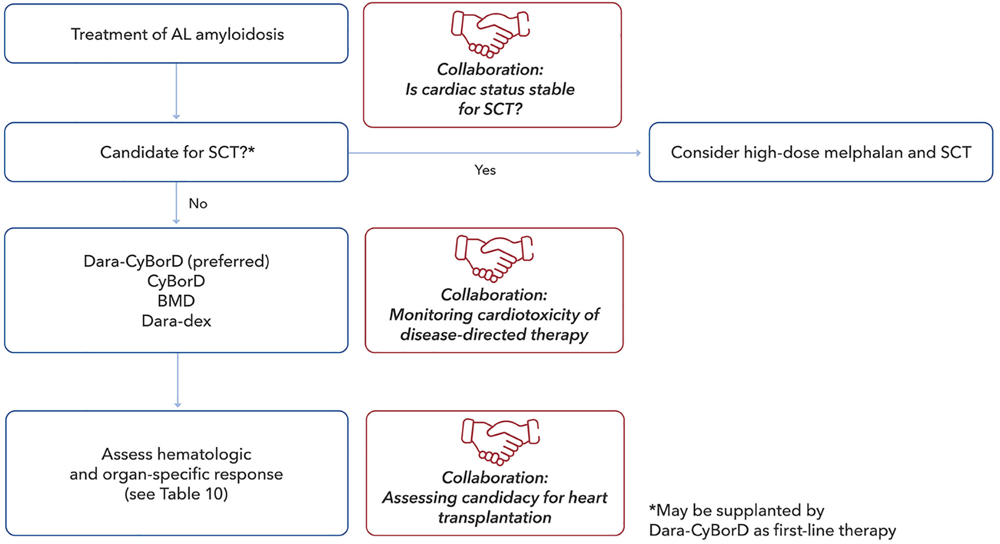 Treatment of AL amyloidosis
Collaboration:
Is cardiac status stable
for SCT?
Candidate for SCT?*
Yes
Consider high-dose melphalan and SCT
No
Dara-CyBorD (preferred)
CyBorD
BMD
Dara-dex
Collaboration:
Monitoring cardiotoxicity of
disease-directed therapy
Assess hematologic
and organ-specific response
(see Table 10)
Collaboration:
Assessing candidacy for heart
transplantation
*May be supplanted by
Dara-CyBorD as first-line therapy